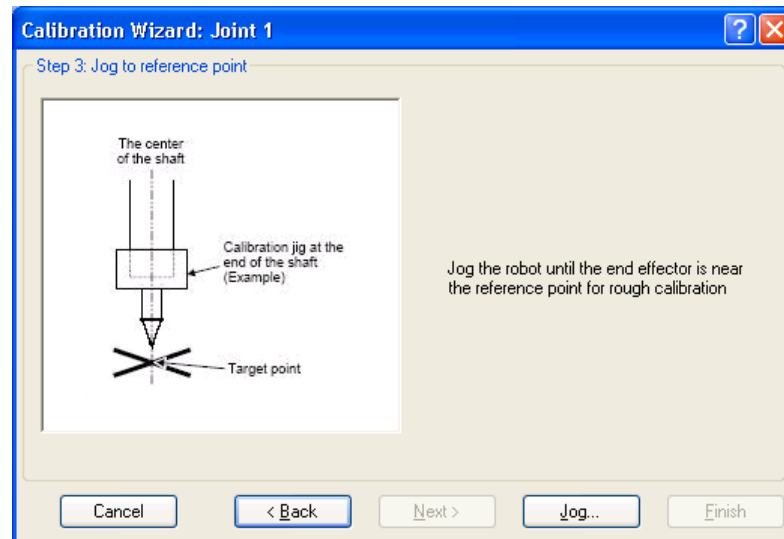 Calibration Wizard: Joint 1
Step 3: Jog to reference point
The center
of the shaft
Calibration jig at the
end of the shaft
(Example)
Target point
Jog the robot until the end effector is near
the reference point for rough calibration
Cancel
< Back
Next >
Jog...
Finish